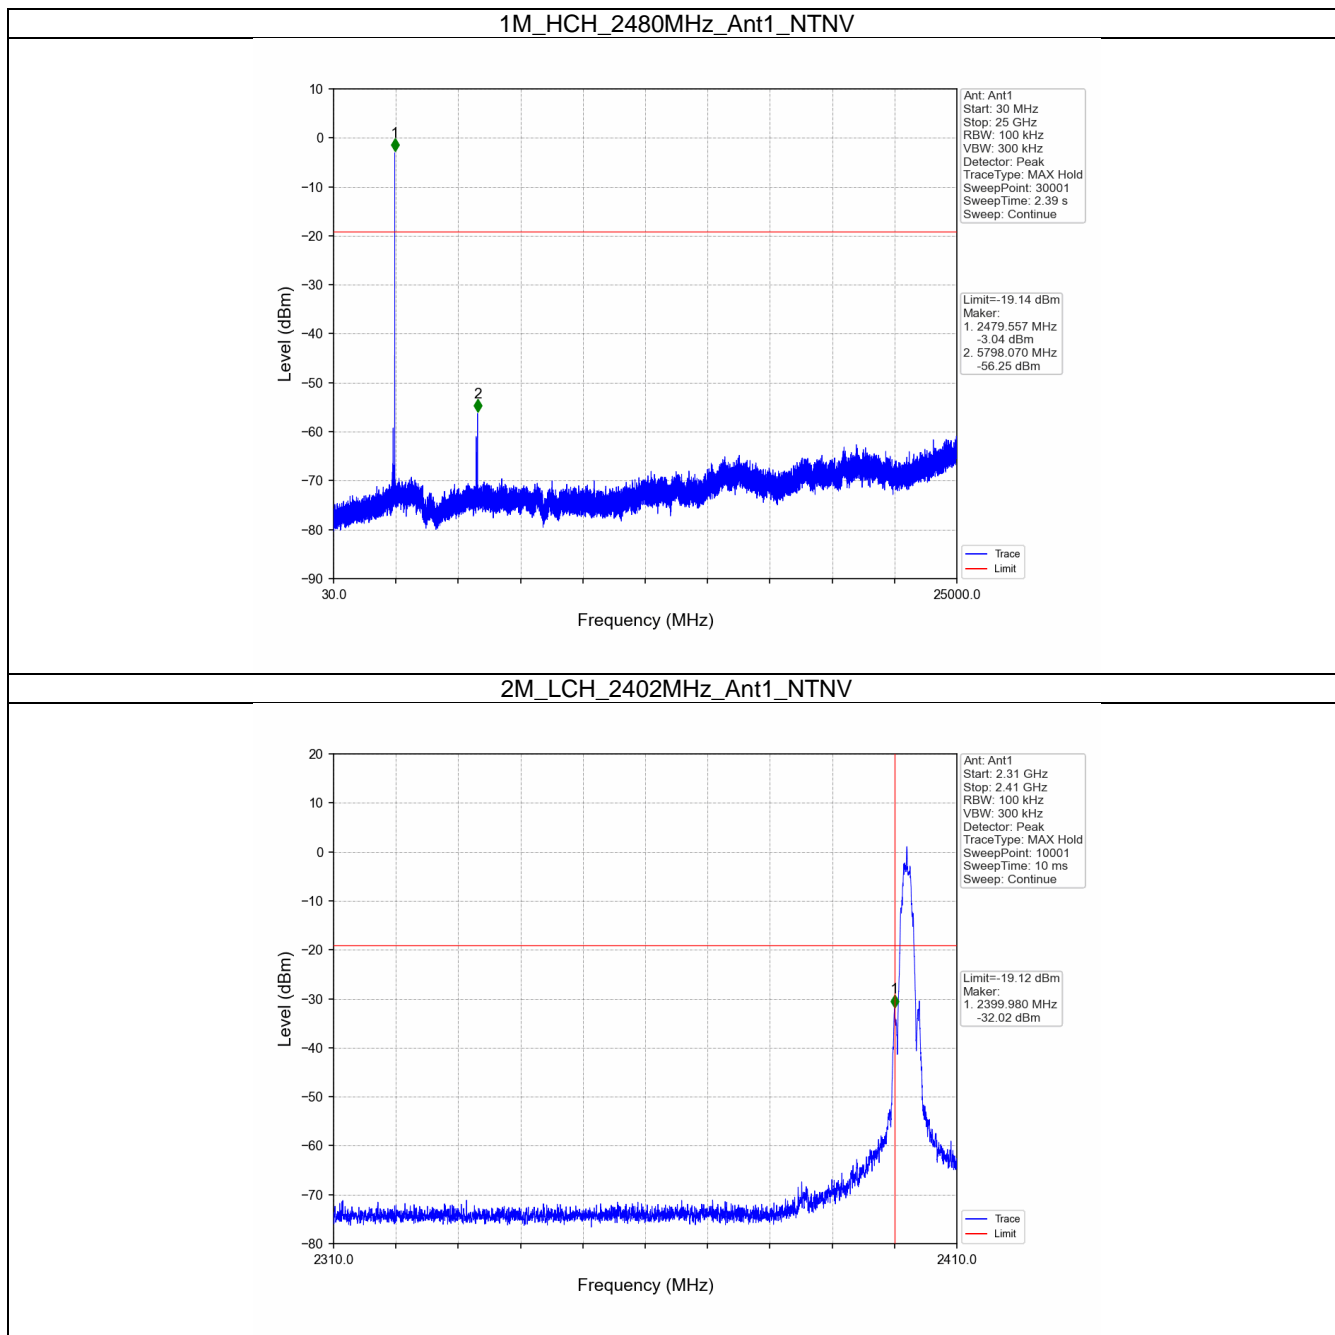 1M_HCH_2480MHz_Ant1_NTNV
10
0
−10
−20
−30
−40
−50
−60
−70
−80
−90
Level (dBm)
1
2
30.0
25000.0
Frequency (MHz)
Ant: Ant1
Start: 30 MHz
Stop: 25 GHz
RBW: 100 kHz
VBW: 300 kHz
Detector: Peak
TraceType: MAX Hold
SweepPoint: 30001
SweepTime: 2.39 s
Sweep: Continue
Limit=-19.14 dBm
Maker:
1. 2479.557 MHz
-3.04 dBm
2. 5798.070 MHz
-56.25 dBm
Trace
Limit
2M_LCH_2402MHz_Ant1_NTNV
20
10
0
−10
−20
−30
−40
−50
−60
−70
−80
Level (dBm)
1
2310.0
2410.0
Frequency (MHz)
Ant: Ant1
Start: 2.31 GHz
Stop: 2.41 GHz
RBW: 100 kHz
VBW: 300 kHz
Detector: Peak
TraceType: MAX Hold
SweepPoint: 10001
SweepTime: 10 ms
Sweep: Continue
Limit=-19.12 dBm
Maker:
1. 2399.980 MHz
-32.02 dBm
Trace
Limit